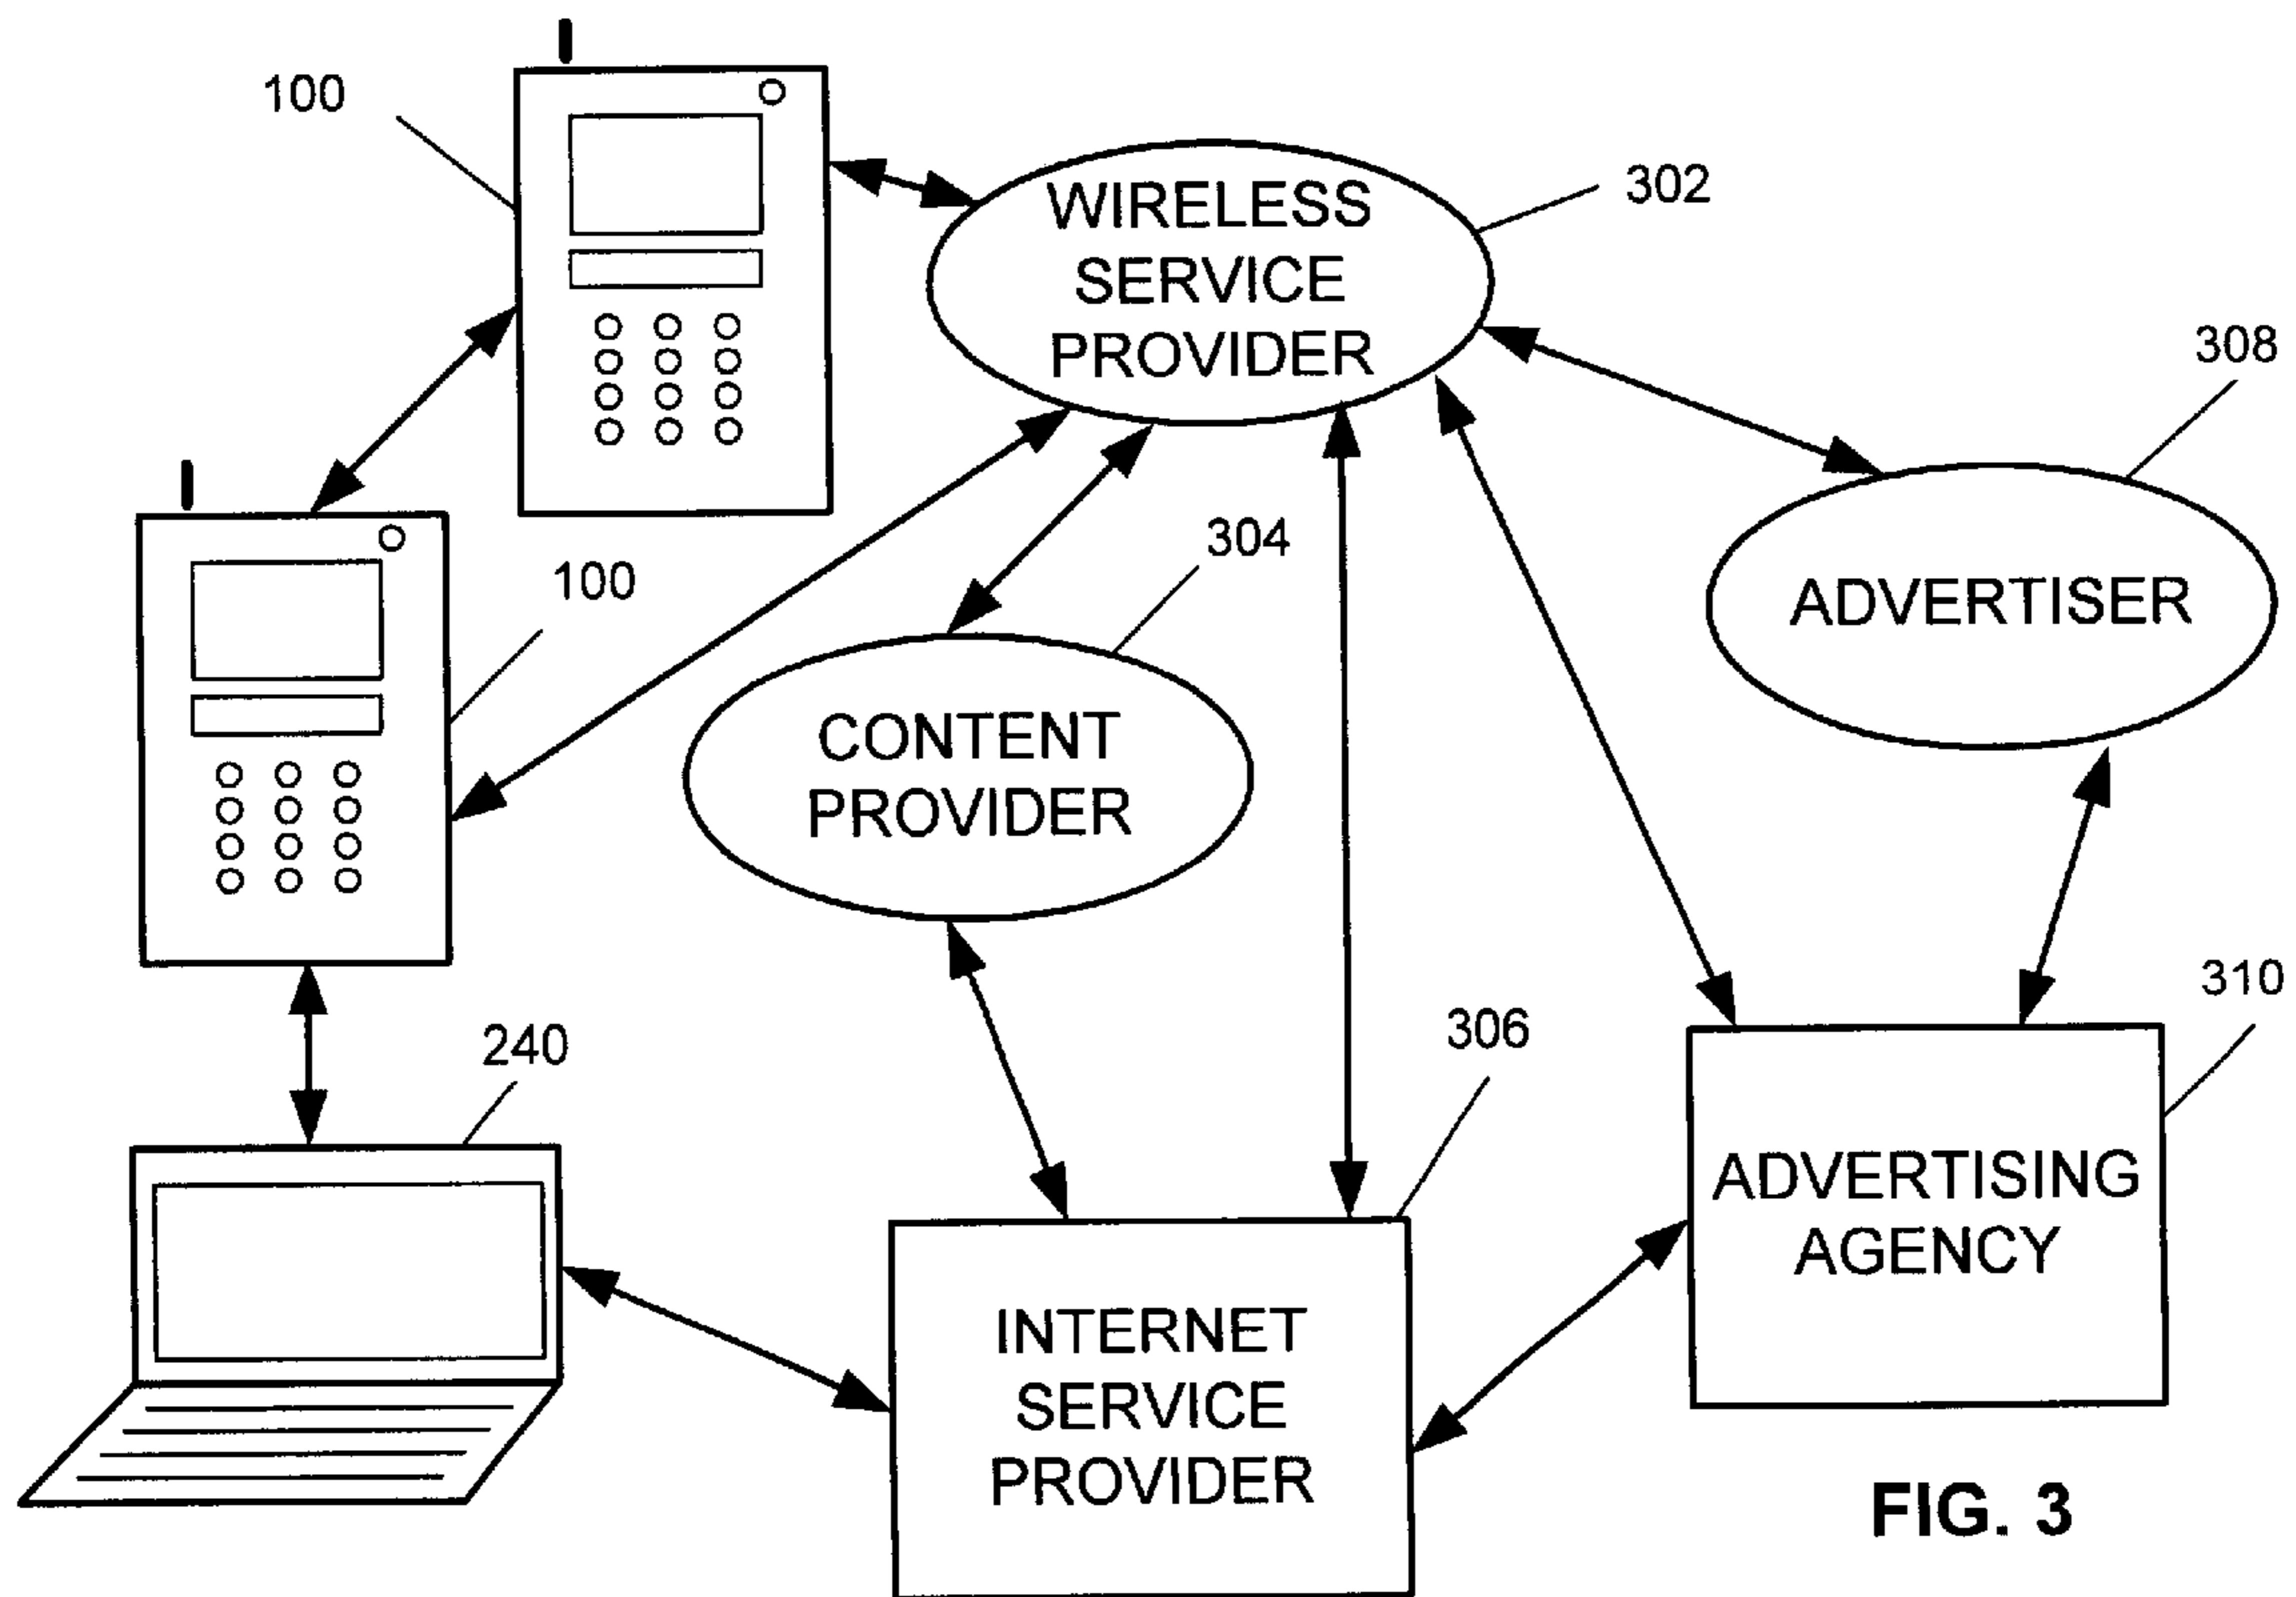 100
WIRELESS
SERVICE
PROVIDER
302
308
304
100
ADVERTISER
CONTENT
PROVIDER
310
306
240
ADVERTISING
AGENCY
INTERNET
SERVICE
PROVIDER
FIG. 3